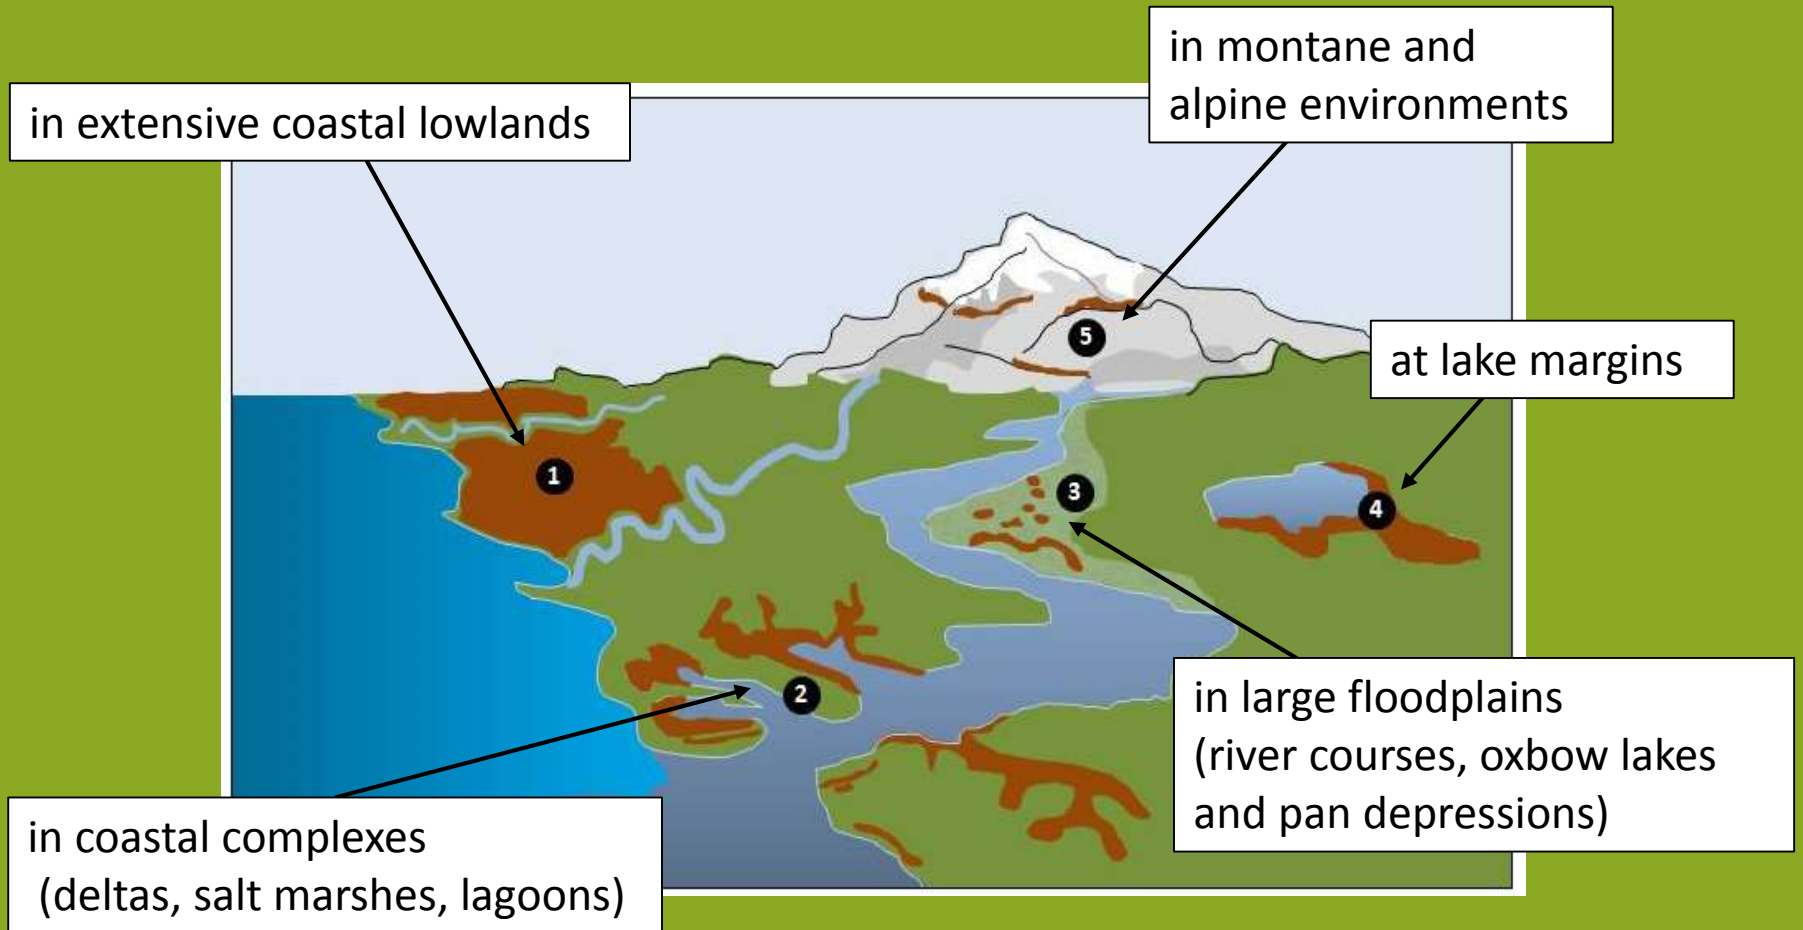 in montane and
alpine environments
in extensive coastal lowlands
5
at lake margins
1
3
4
2
in large floodplains
(river courses, oxbow lakes
and pan depressions)
in coastal complexes
(deltas, salt marshes, lagoons)